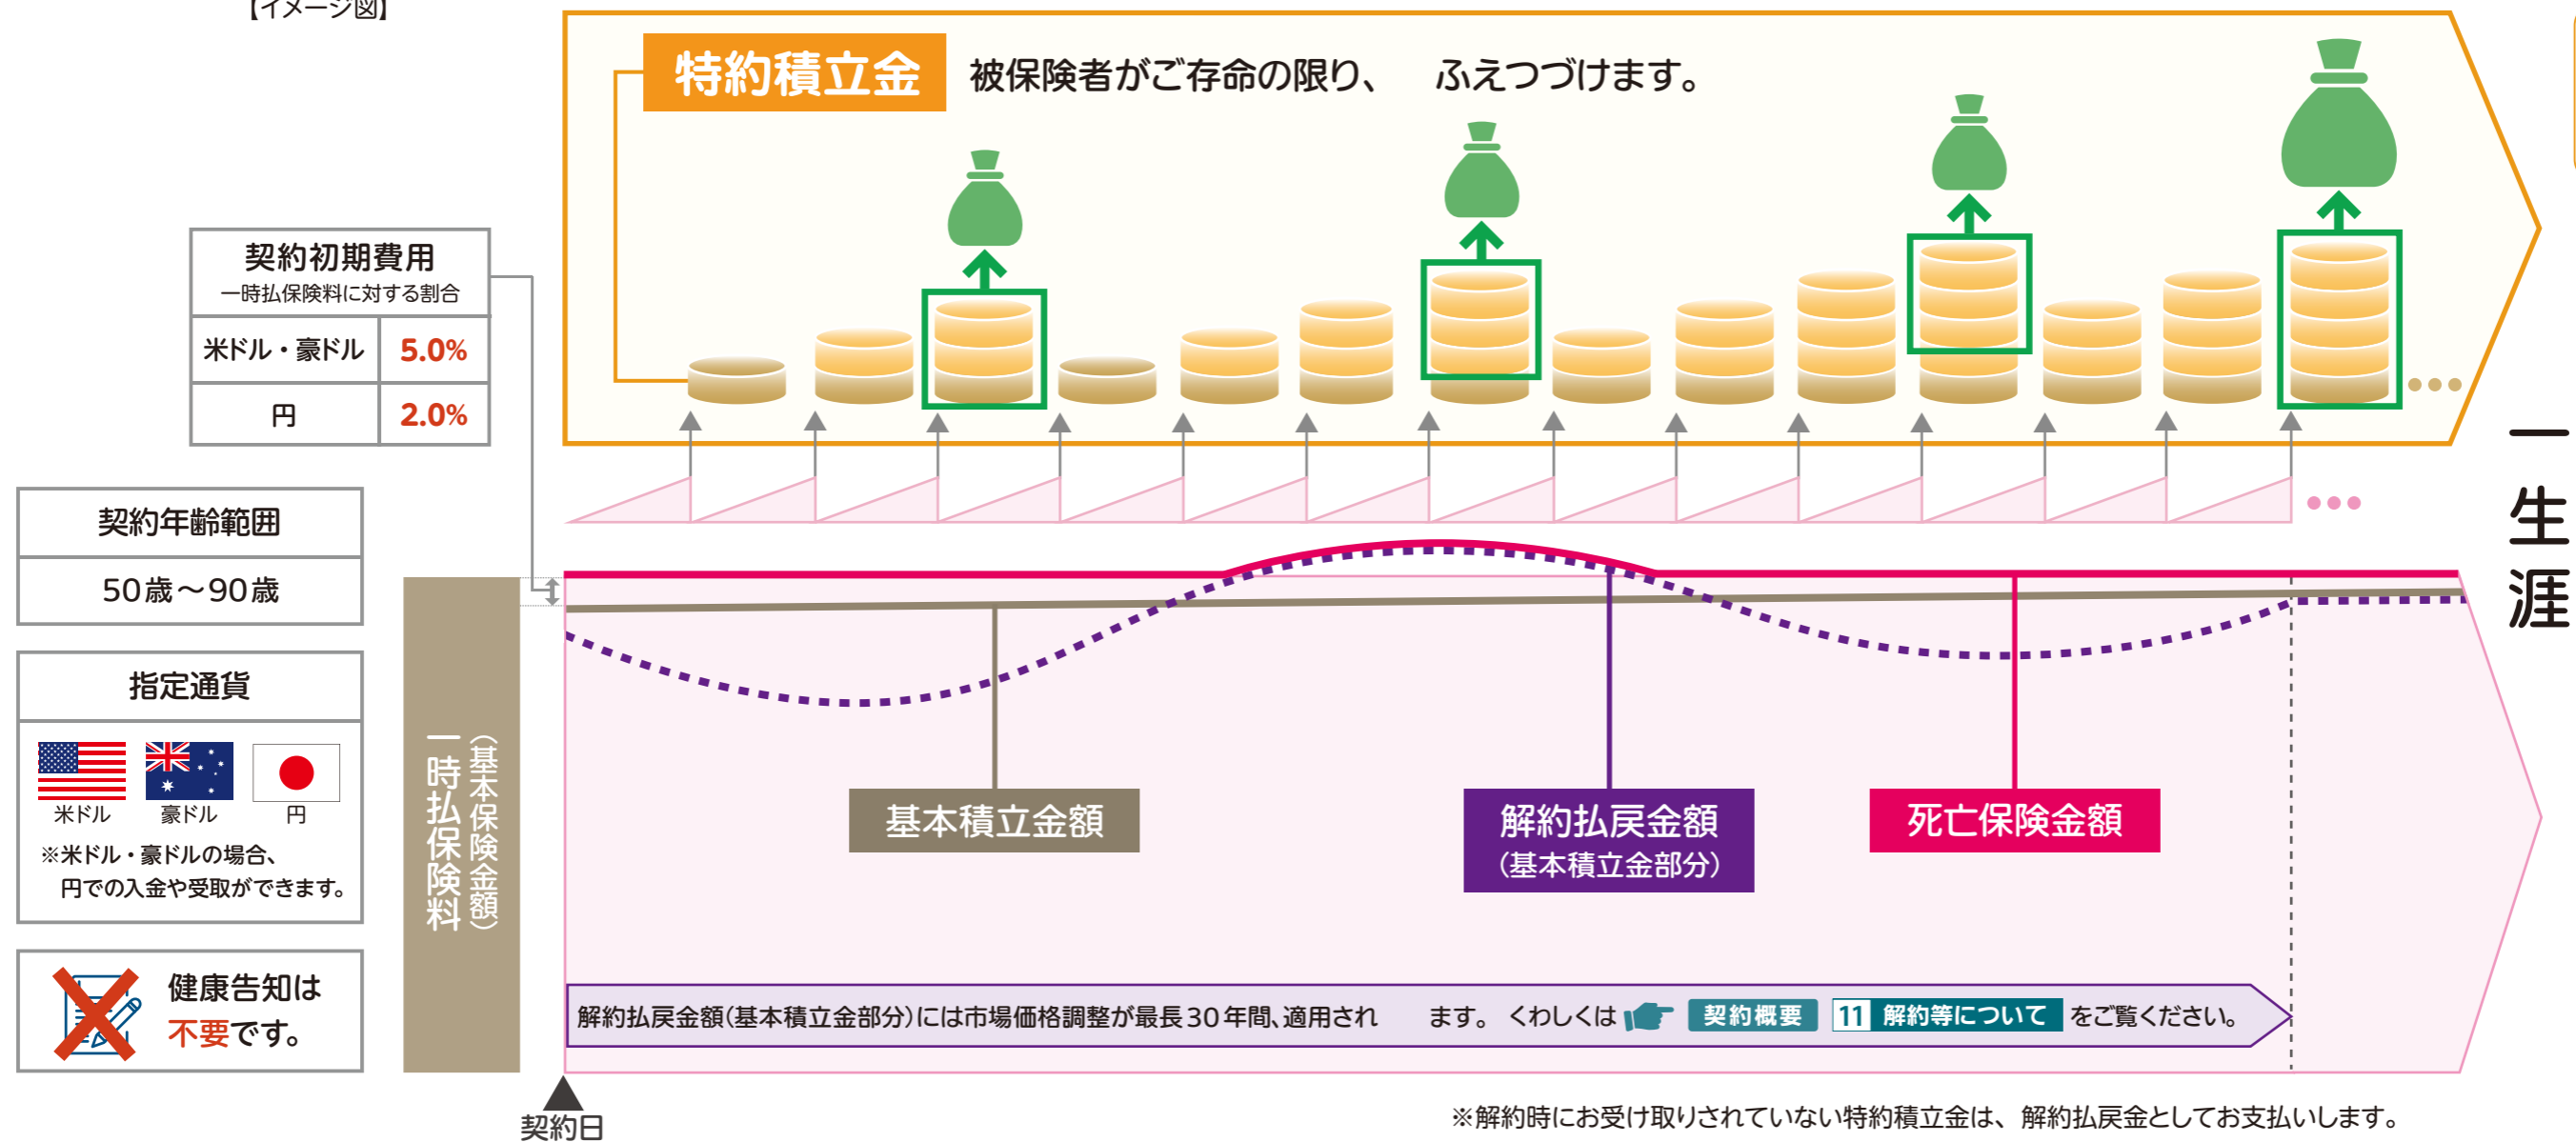 【イメージ図】
特約積立金
被保険者がご存命の限り、 ふえつづけます。
契約初期費用
一時払保険料に対する割合
米ドル・豪ドル 5.0%
円 2.0%
契約年齢範囲
50歳〜90歳
指定通貨
米ドル 豪ドル 円
※米ドル・豪ドルの場合、
円での入金や受取ができます。
健康告知は
不要です。
一時払保険料
（基本保険金額）
基本積立金額
解約払戻金額
（基本積立金部分）
死亡保険金額
一生涯
解約払戻金額(基本積立金部分)には市場価格調整が最長30年間、適用され ます。 くわしくは 契約概要 11 解約等について をご覧ください。
契約日
※解約時にお受け取りされていない特約積立金は、解約払戻金としてお支払いします。